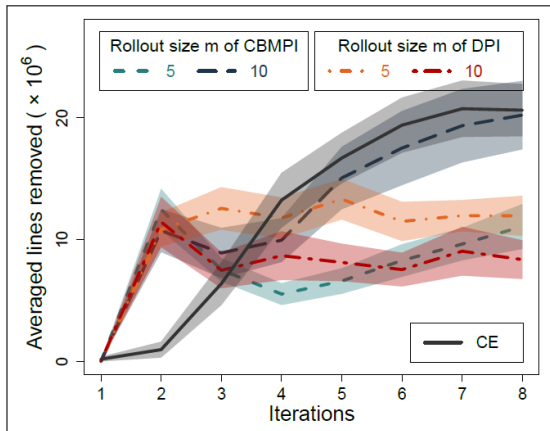 Rollout size m of CBMPI
5 10
Rollout size m of DPI
5 10
Averaged lines removed ( × 10⁶ )
20
10
0
CE
1 2 3 4 5 6 7 8
Iterations